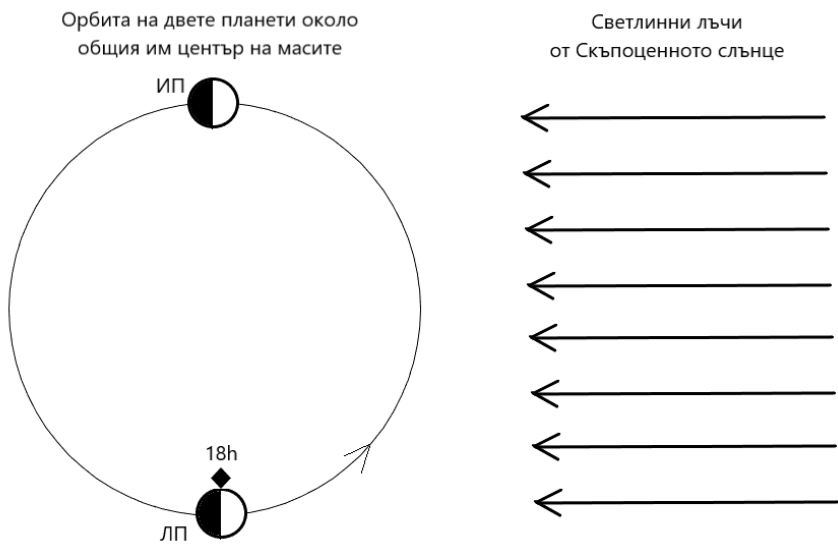 Орбита на двете планети около
общия им център на масите
Светлинни лъчи
от Скъпоценното слънце
ИП
18h
ЛП